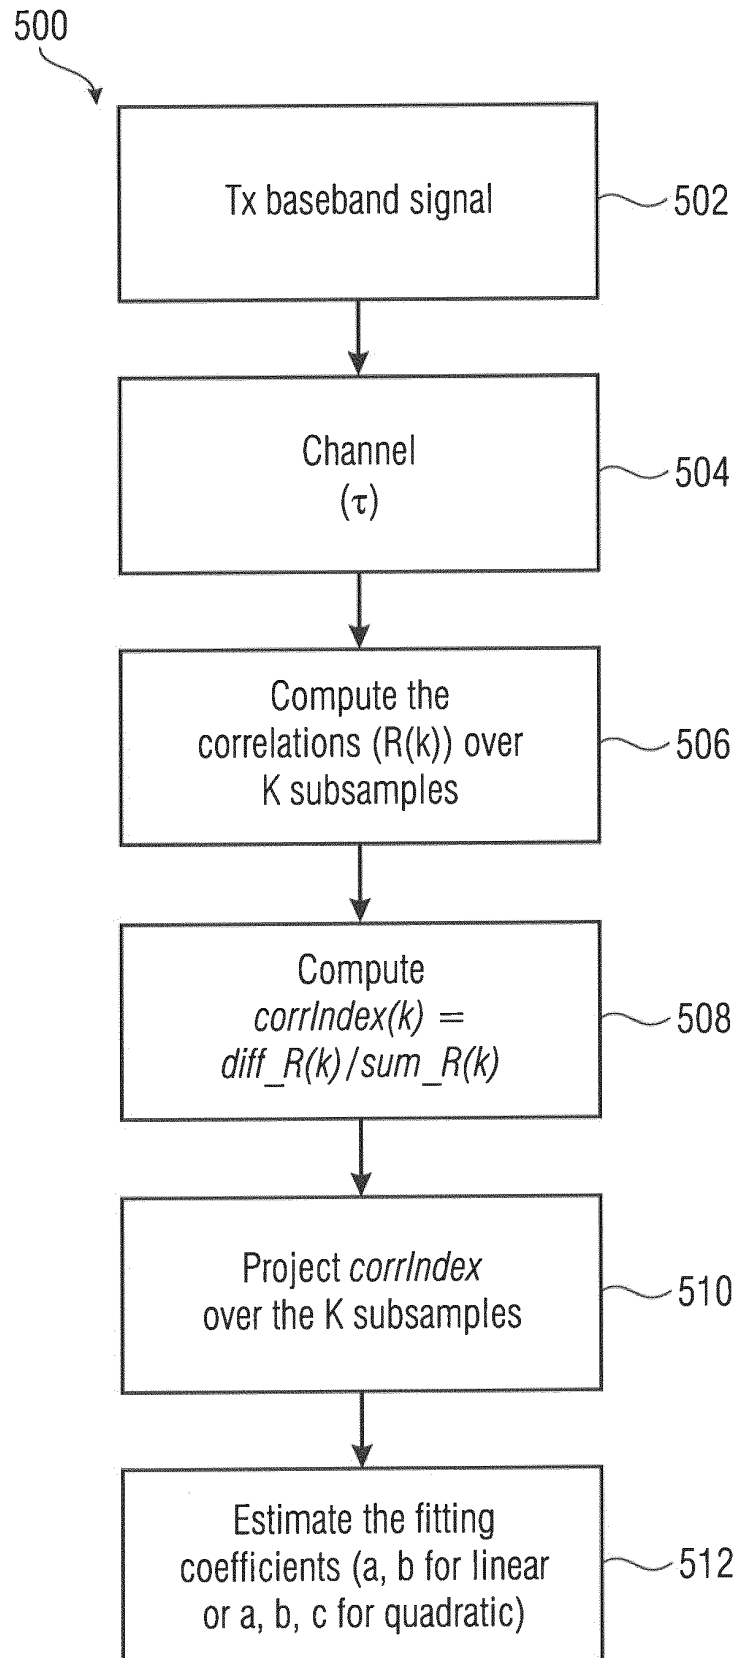 500
Tx baseband signal
502
Channel
(τ)
504
Compute the
correlations (R(k)) over
K subsamples
506
Compute
corrIndex(k) =
diff_R(k)/sum_R(k)
508
Project corrIndex
over the K subsamples
510
Estimate the fitting
coefficients (a, b for linear
or a, b, c for quadratic)
512